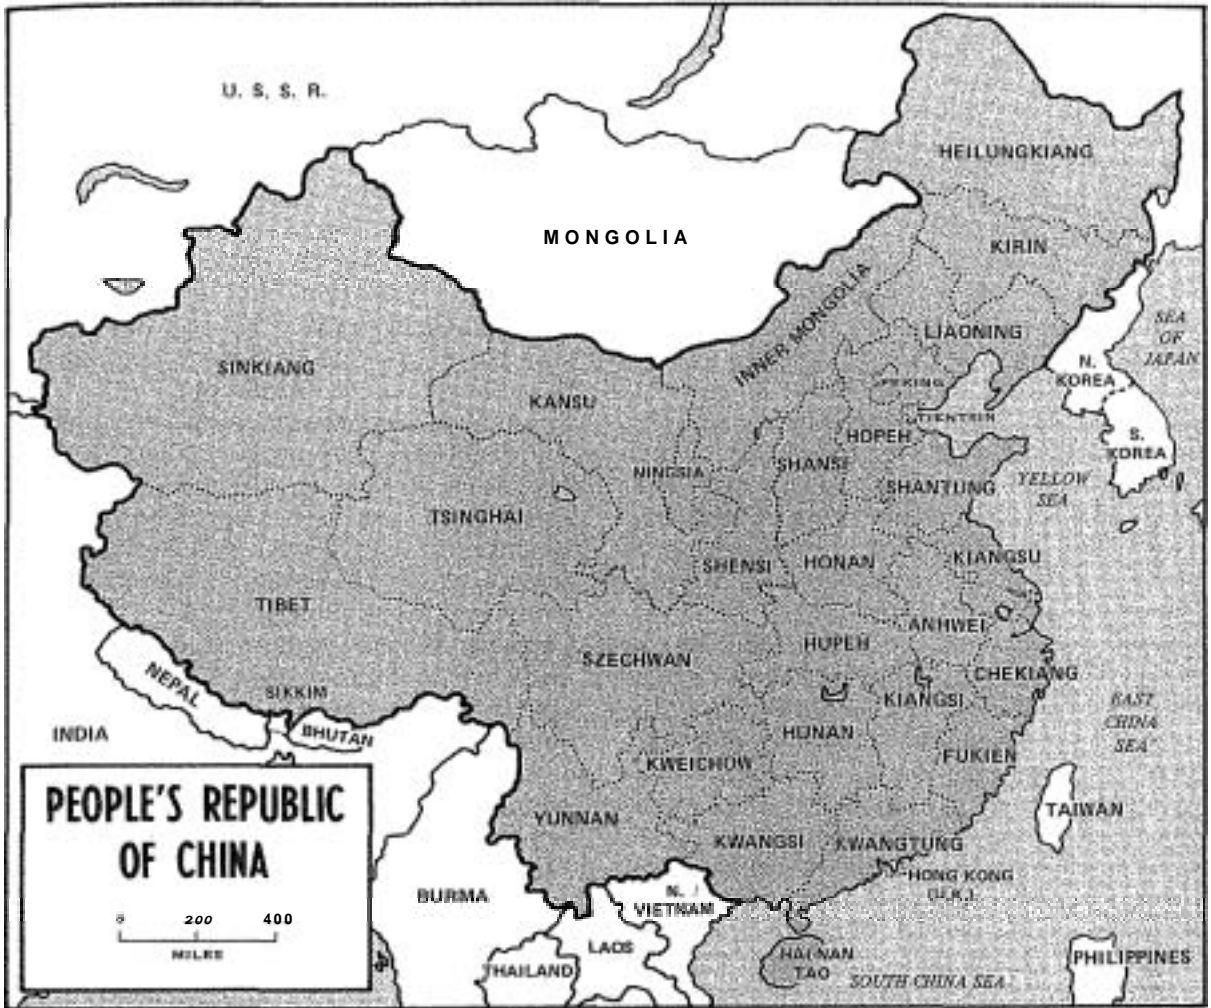 U. S. S. R.
HEILUNGKIANG
MONGOLIA
KIRIN
INNER MONGOLIA
LIAONING
SEA
OF
JAPAN
SINKIANG
N.
KOREA
PEKING
KANSU
TIENTSIN
HOPEH
S.
KOREA
NINGSIA
SHANSI
SHANTUNG
YELLOW
SEA
TSINGHAI
SHENSI
HONAN
KIANGSU
TIBET
ANHWEI
HUPEH
SZECHWAN
CHEKIANG
NEPAL
SIKKIM
KIANGSI
EAST
CHINA
SEA
INDIA
BHUTAN
HUNAN
FUKIEN
KWEICHOW
PEOPLE'S REPUBLIC
OF CHINA
TAIWAN
YUNNAN
KWANGSI
KWANGTUNG
HONG KONG
(U.K.)
BURMA
N.
VIETNAM
0 200 400
MILES
LAOS
THAILAND
HAI-NAN
TAO
PHILIPPINES
SOUTH CHINA SEA